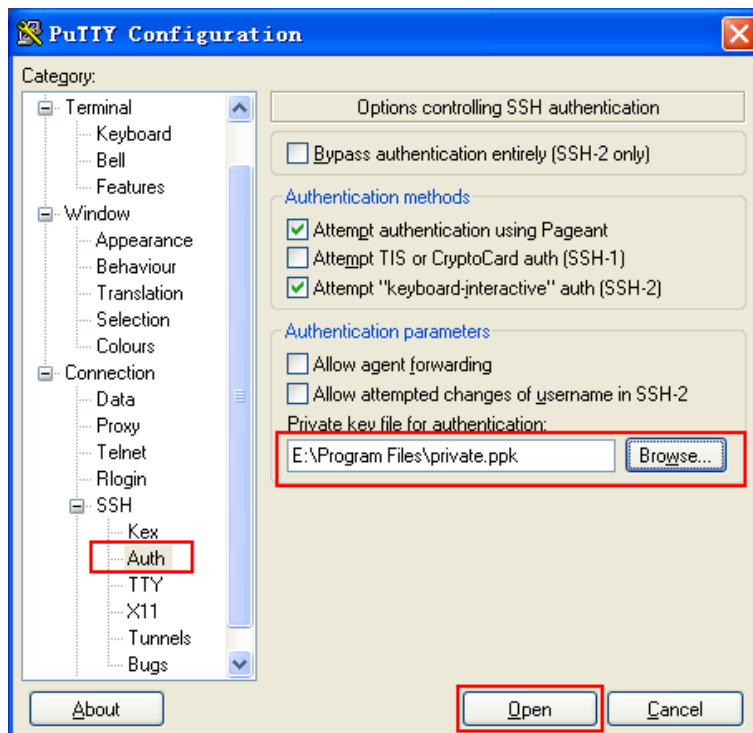 PuTTY Configuration
Category:
Terminal
Keyboard
Bell
Features
Window
Appearance
Behaviour
Translation
Selection
Colours
Connection
Data
Proxy
Telnet
Rlogin
SSH
Kex
Auth
TTY
X11
Tunnels
Bugs
Options controlling SSH authentication
Bypass authentication entirely (SSH-2 only)
Authentication methods
Attempt authentication using Pageant
Attempt TIS or CryptoCard auth (SSH-1)
Attempt "keyboard-interactive" auth (SSH-2)
Authentication parameters
Allow agent forwarding
Allow attempted changes of username in SSH-2
Private key file for authentication:
E:\Program Files\private.ppk
Browse...
About
Open
Cancel